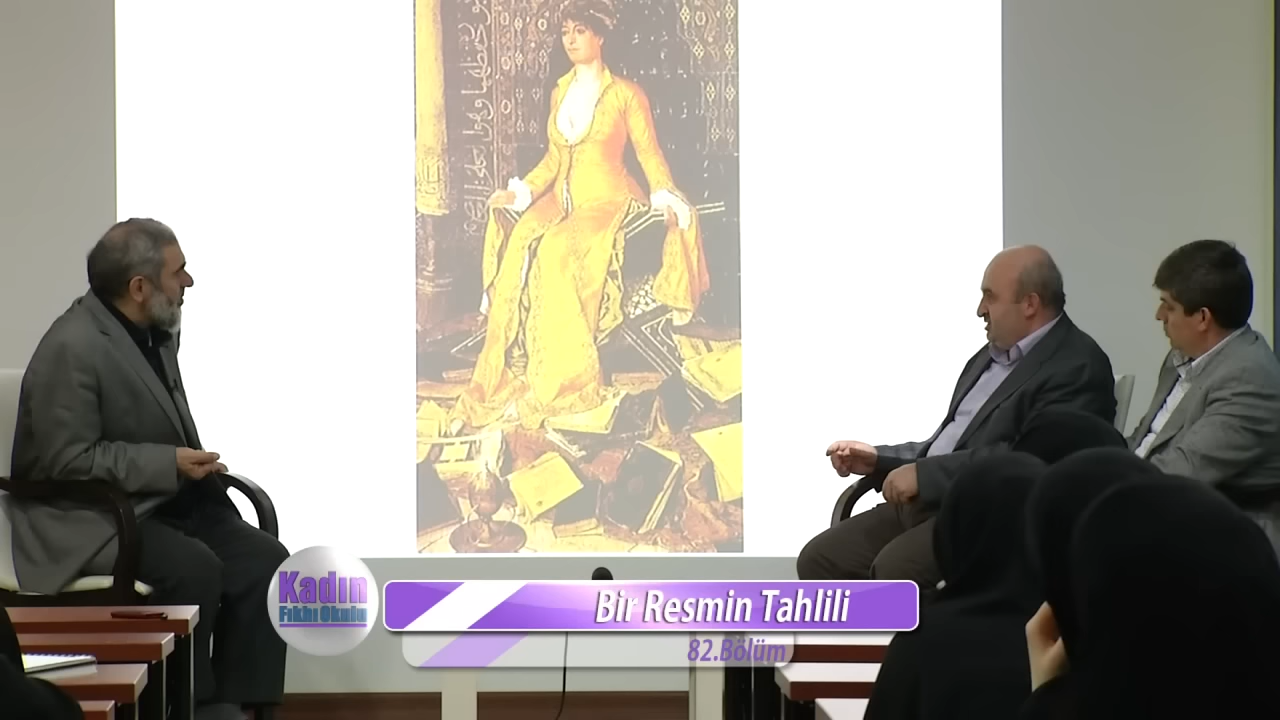 Kadın
Fıkhı Okulu
Bir Resmin Tahlili
82.Bölüm